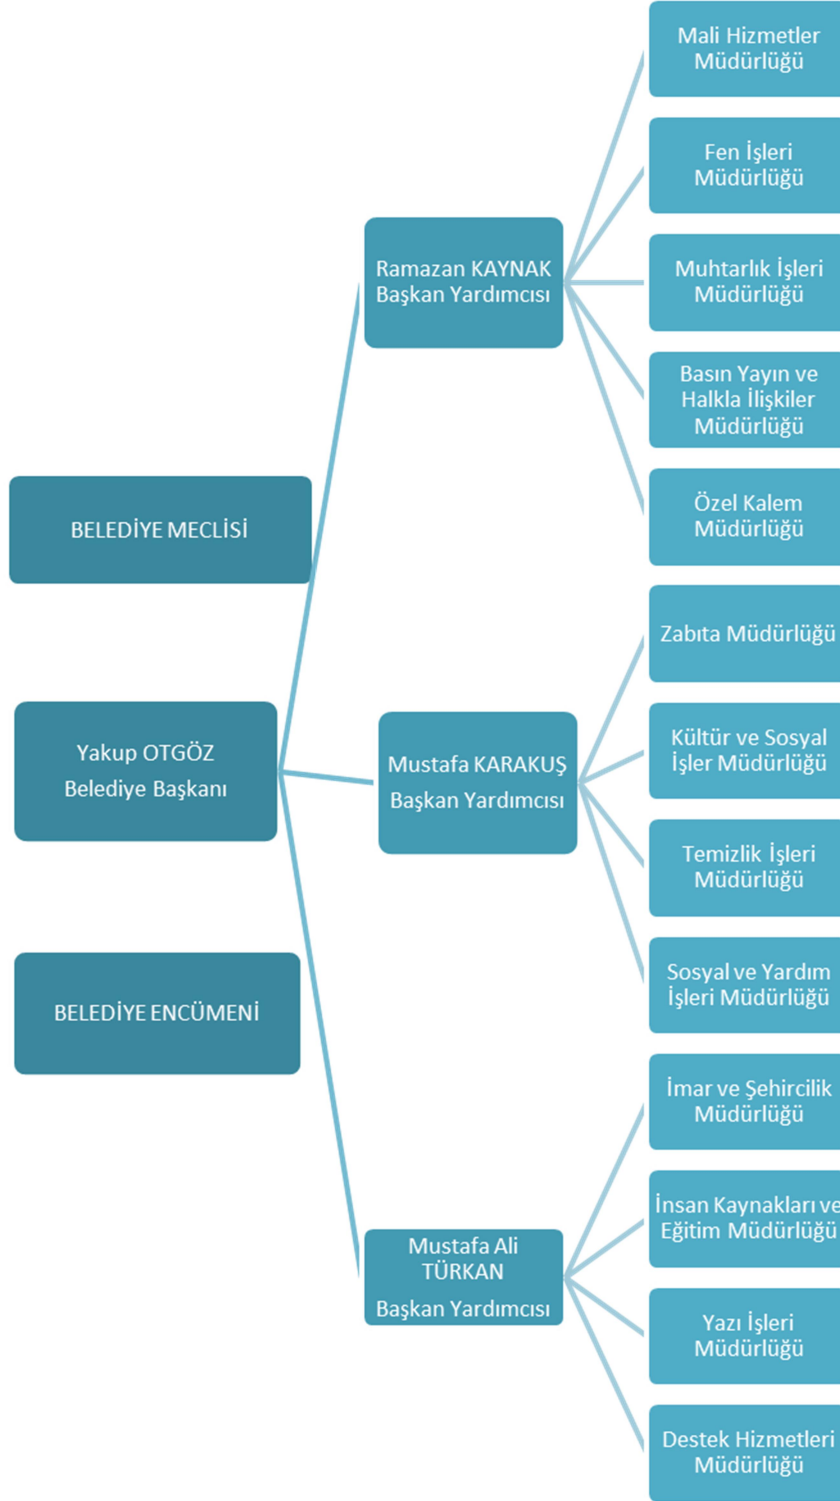 BELEDİYE MECLİSİ
Yakup OTGÖZ
Belediye Başkanı
BELEDİYE ENCÜMENİ
Ramazan KAYNAK
Başkan Yardımcısı
Mali Hizmetler
Müdürlüğü
Fen İşleri
Müdürlüğü
Muhtarlık İşleri
Müdürlüğü
Basın Yayın ve
Halkla İlişkiler
Müdürlüğü
Özel Kalem
Müdürlüğü
Mustafa KARAKUŞ
Başkan Yardımcısı
Zabıta Müdürlüğü
Kültür ve Sosyal
İşler Müdürlüğü
Temizlik İşleri
Müdürlüğü
Sosyal ve Yardım
İşleri Müdürlüğü
Mustafa Ali
TÜRKAN
Başkan Yardımcısı
İmar ve Şehircilik
Müdürlüğü
İnsan Kaynakları ve
Eğitim Müdürlüğü
Yazı İşleri
Müdürlüğü
Destek Hizmetleri
Müdürlüğü